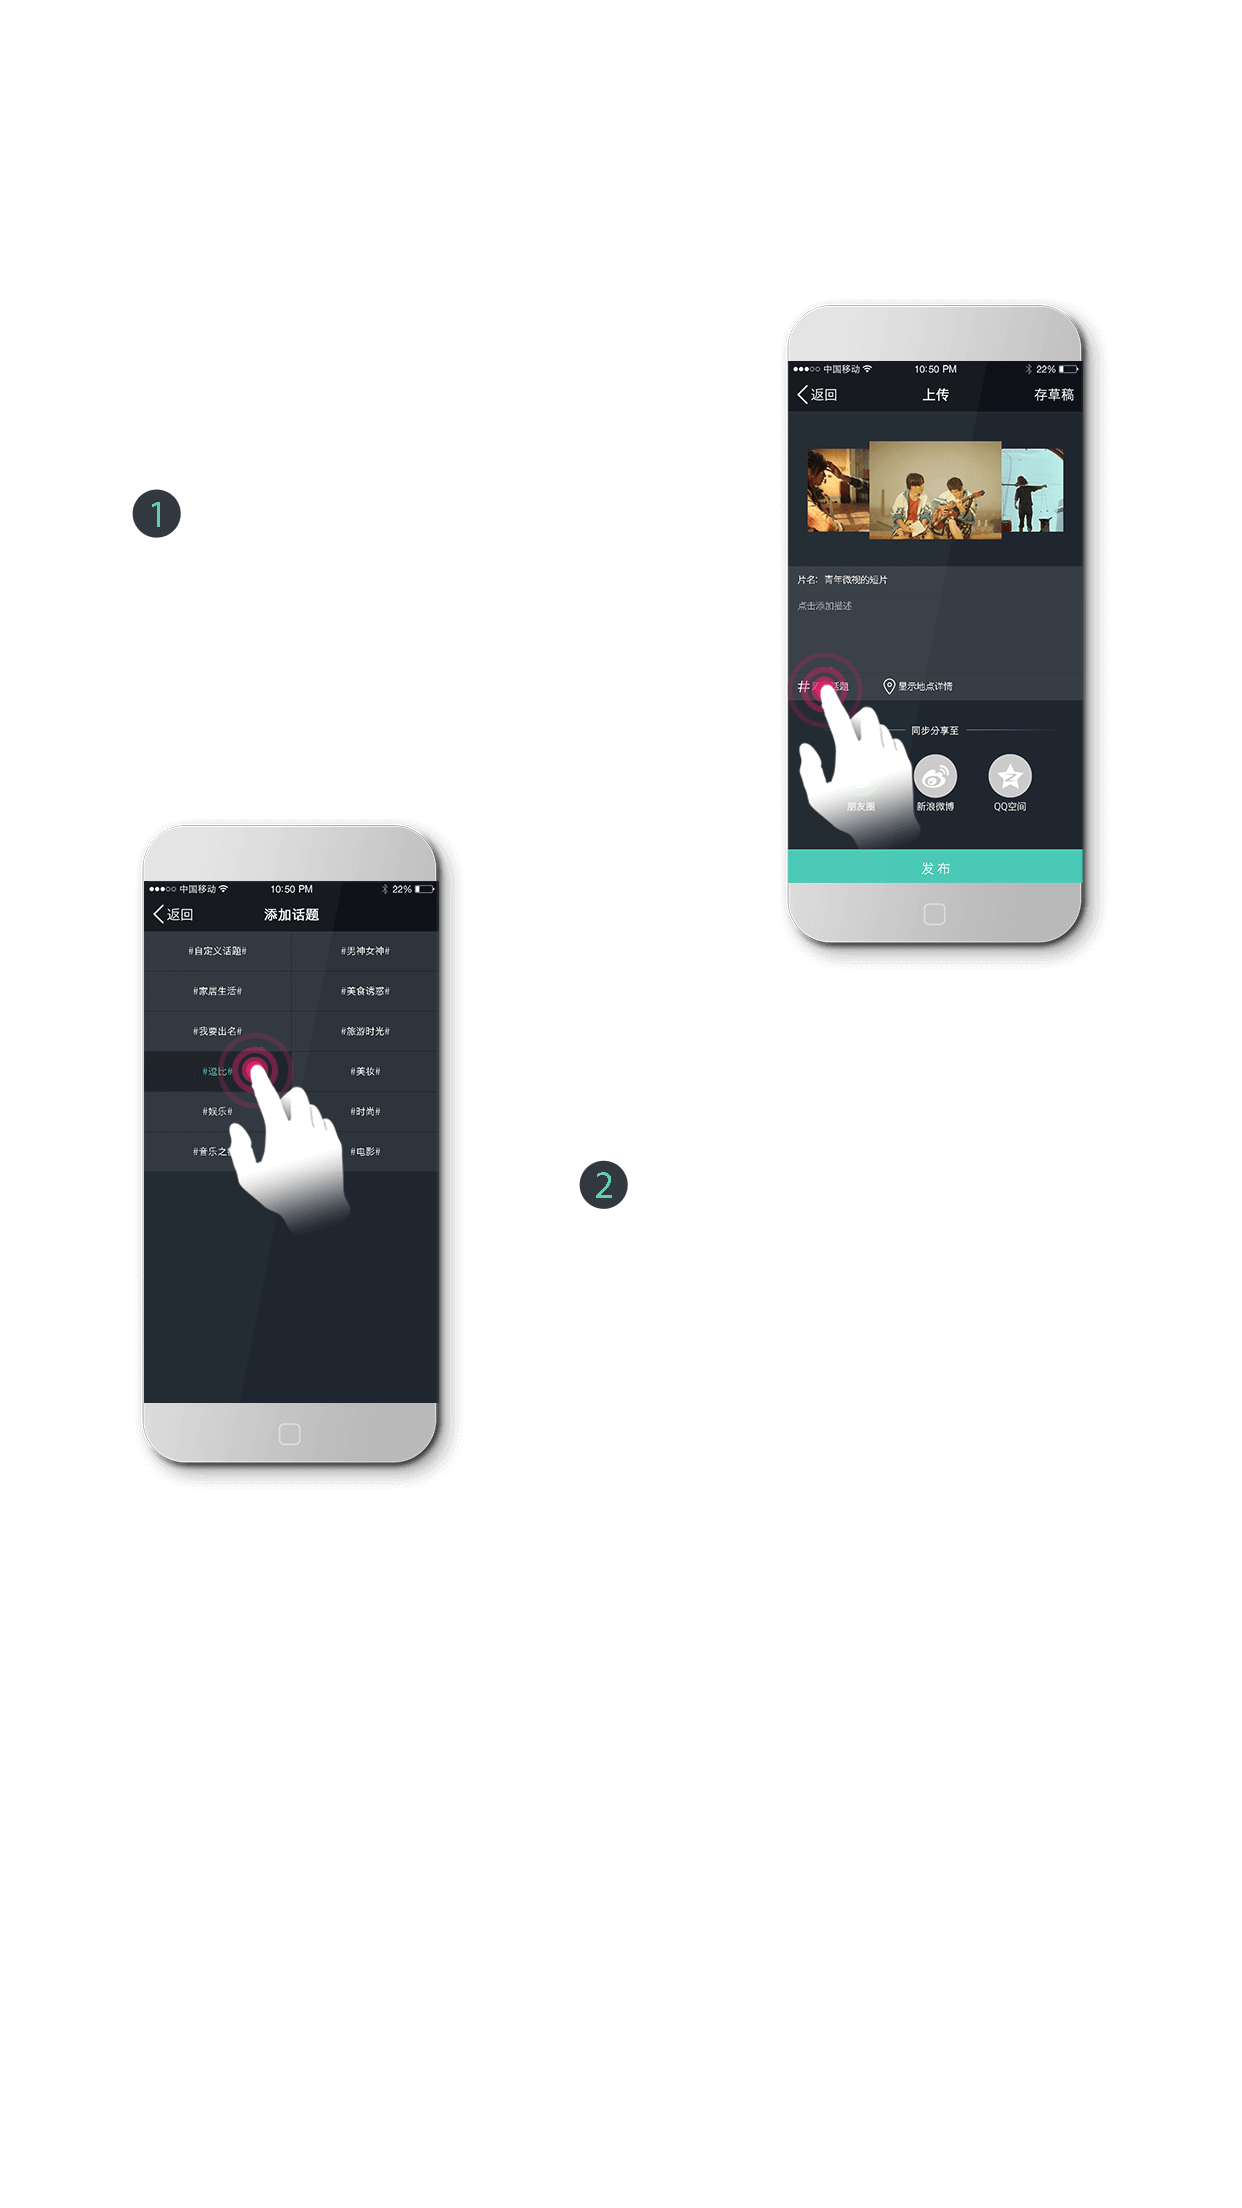 中国移动 10:50 PM 22%
返回 上传 存草稿
1
片名：青年微视的短片
点击添加描述
# 话题 显示地点详情
同步分享至
朋友圈 新浪微博 QQ空间
发布
中国移动 10:50 PM 22%
返回 添加话题
#自定义话题# #男神女神#
#家居生活# #美食诱惑#
#我要出名# #旅游时光#
#逗比# #美妆#
#娱乐# #时尚#
#音乐之 #电影#
2